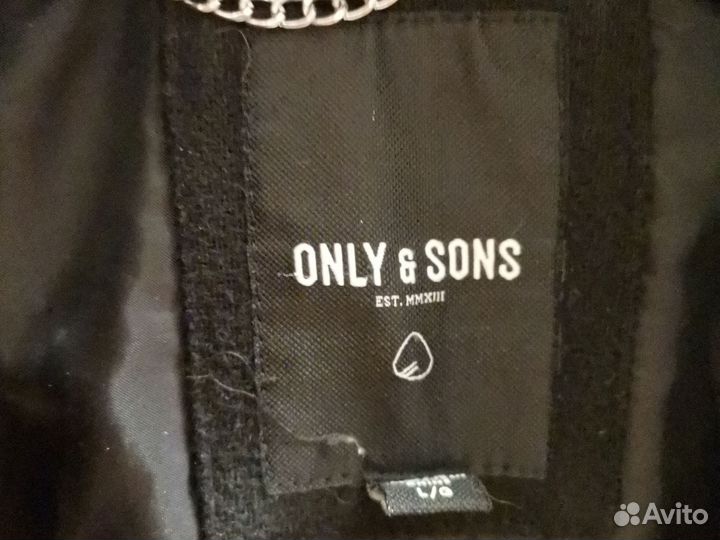 ONLY & SONS
EST. MMXIII
Avito